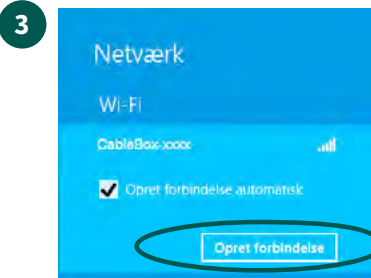 3
Netværk
Wi-Fi
CableBox-xxxx
Opret forbindelse automatisk
Opret forbindelse